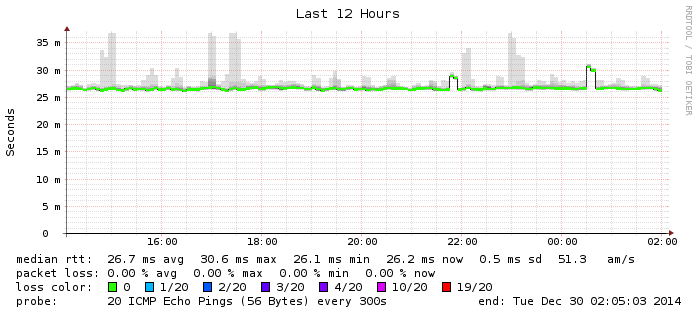 Last 12 Hours
RRDTOOL / TOBI OETIKER
Seconds
35 m
30 m
25 m
20 m
15 m
10 m
5 m
0
16:00 18:00 20:00 22:00 00:00 02:00
median rtt: 26.7 ms avg 30.6 ms max 26.1 ms min 26.2 ms now 0.5 ms sd 51.3 am/s
packet loss: 0.00 % avg 0.00 % max 0.00 % min 0.00 % now
loss color: 0 1/20 2/20 3/20 4/20 10/20 19/20
probe: 20 ICMP Echo Pings (56 Bytes) every 300s end: Tue Dec 30 02:05:03 2014